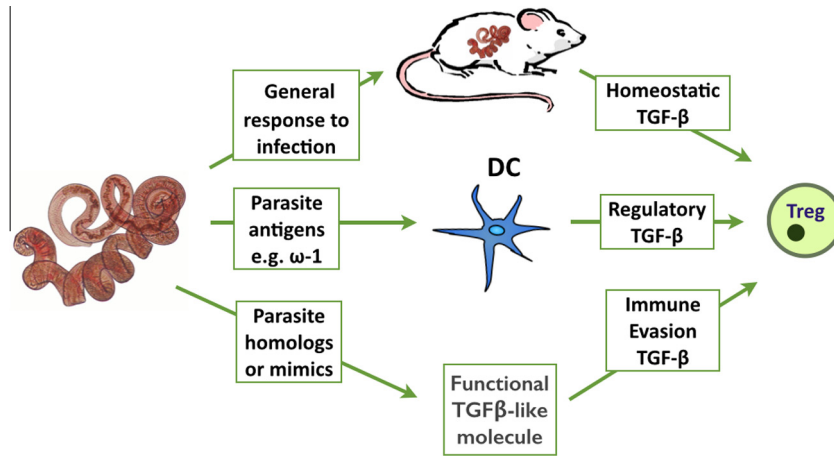 General
response to
infection
Homeostatic
TGF-β
DC
Parasite
antigens
e.g. ω-1
Regulatory
TGF-β
Treg
Parasite
homologs
or mimics
Immune
Evasion
TGF-β
Functional
TGFβ-like
molecule